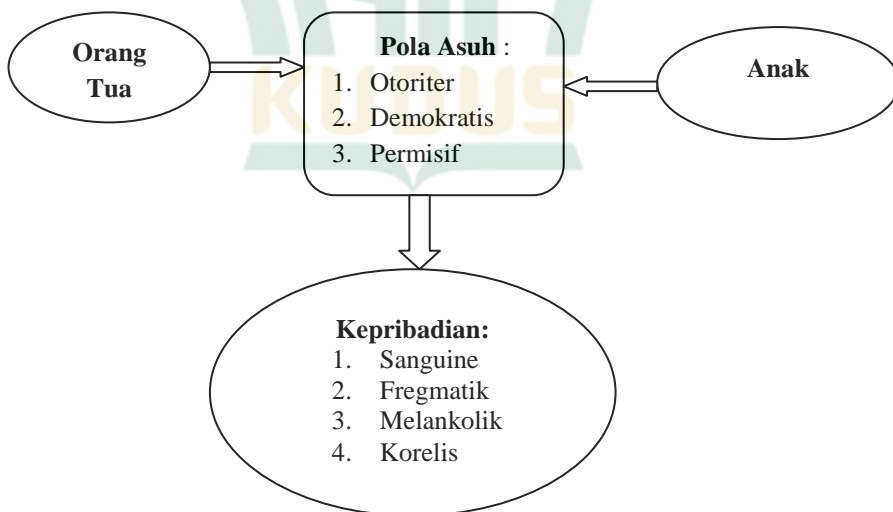 Orang
Tua
Pola Asuh :
1. Otoriter
2. Demokratis
3. Permisif
Anak
KUDUS
Kepribadian:
1. Sanguine
2. Fregmatik
3. Melankolik
4. Korelis